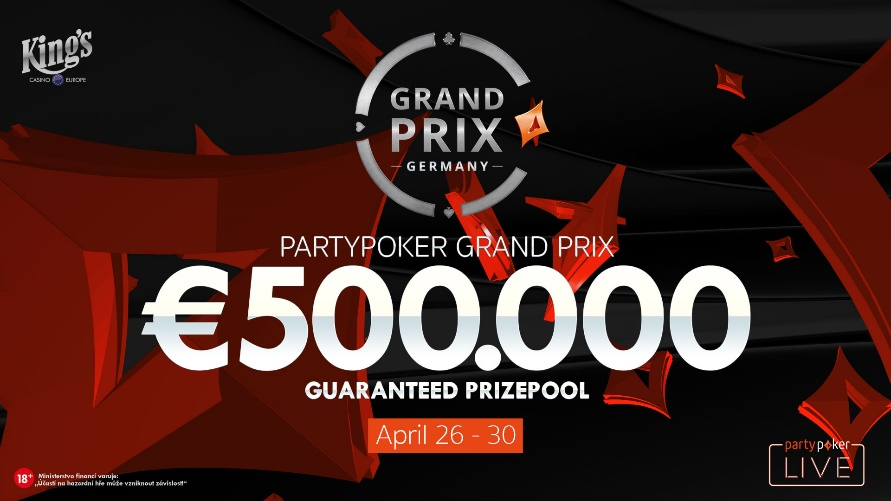 King's
CASINO EUROPE
GRAND
PRIX
GERMANY
PARTYPOKER GRAND PRIX
€500.000
GUARANTEED PRIZEPOOL
April 26 - 30
partypoker
LIVE
18+
Ministerstvo financí varuje:
„Účastí na hazardní hře může vzniknout závislost!“